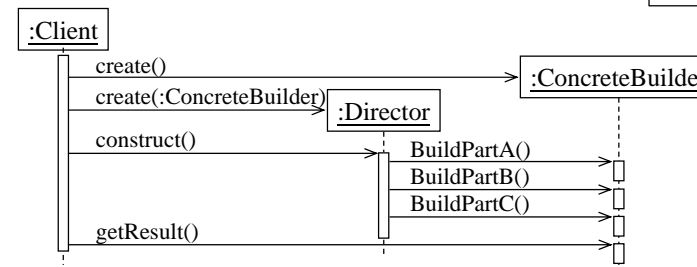 :Client
create()
:ConcreteBuilde
create(:ConcreteBuilder)
:Director
construct()
BuildPartA()
BuildPartB()
BuildPartC()
getResult()